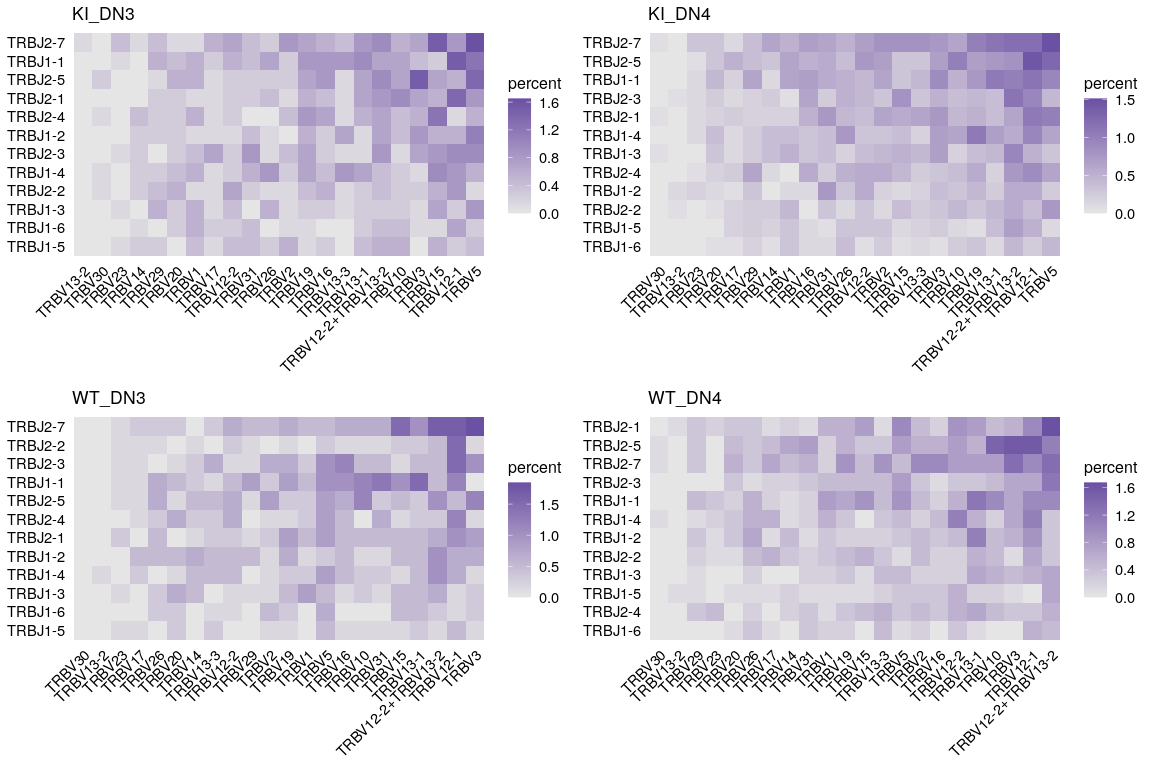 KI_DN3
TRBJ2-7
TRBJ1-1
TRBJ2-5
TRBJ2-1
TRBJ2-4
TRBJ1-2
TRBJ2-3
TRBJ1-4
TRBJ2-2
TRBJ1-3
TRBJ1-6
TRBJ1-5
TRBV13-2
TRBV30
TRBV23
TRBV14
TRBV29
TRBV20
TRBV1
TRBV17
TRBV12-2
TRBV31
TRBV26
TRBV2
TRBV19
TRBV16
TRBV13-3
TRBV13-1
TRBV12-2+TRBV13-2
TRBV10
TRBV3
TRBV15
TRBV12-1
TRBV5
percent
1.6
1.2
0.8
0.4
0.0
KI_DN4
TRBJ2-7
TRBJ2-5
TRBJ1-1
TRBJ2-3
TRBJ2-1
TRBJ1-4
TRBJ1-3
TRBJ2-4
TRBJ1-2
TRBJ2-2
TRBJ1-5
TRBJ1-6
TRBV30
TRBV13-2
TRBV23
TRBV20
TRBV17
TRBV29
TRBV14
TRBV1
TRBV16
TRBV31
TRBV26
TRBV12-2
TRBV2
TRBV15
TRBV13-3
TRBV3
TRBV10
TRBV19
TRBV13-1
TRBV12-2+TRBV13-2
TRBV12-1
TRBV5
percent
1.5
1.0
0.5
0.0
WT_DN3
TRBJ2-7
TRBJ2-2
TRBJ2-3
TRBJ1-1
TRBJ2-5
TRBJ2-4
TRBJ2-1
TRBJ1-2
TRBJ1-4
TRBJ1-3
TRBJ1-6
TRBJ1-5
TRBV30
TRBV13-2
TRBV23
TRBV17
TRBV26
TRBV20
TRBV14
TRBV13-3
TRBV12-2
TRBV29
TRBV2
TRBV19
TRBV1
TRBV5
TRBV16
TRBV10
TRBV31
TRBV15
TRBV13-1
TRBV12-2+TRBV13-2
TRBV12-1
TRBV3
percent
1.5
1.0
0.5
0.0
WT_DN4
TRBJ2-1
TRBJ2-5
TRBJ2-7
TRBJ2-3
TRBJ1-1
TRBJ1-4
TRBJ1-2
TRBJ2-2
TRBJ1-3
TRBJ1-5
TRBJ2-4
TRBJ1-6
TRBV30
TRBV13-2
TRBV29
TRBV23
TRBV20
TRBV26
TRBV17
TRBV14
TRBV31
TRBV1
TRBV19
TRBV15
TRBV13-3
TRBV5
TRBV2
TRBV16
TRBV12-2
TRBV13-1
TRBV10
TRBV3
TRBV12-1
TRBV12-2+TRBV13-2
percent
1.6
1.2
0.8
0.4
0.0